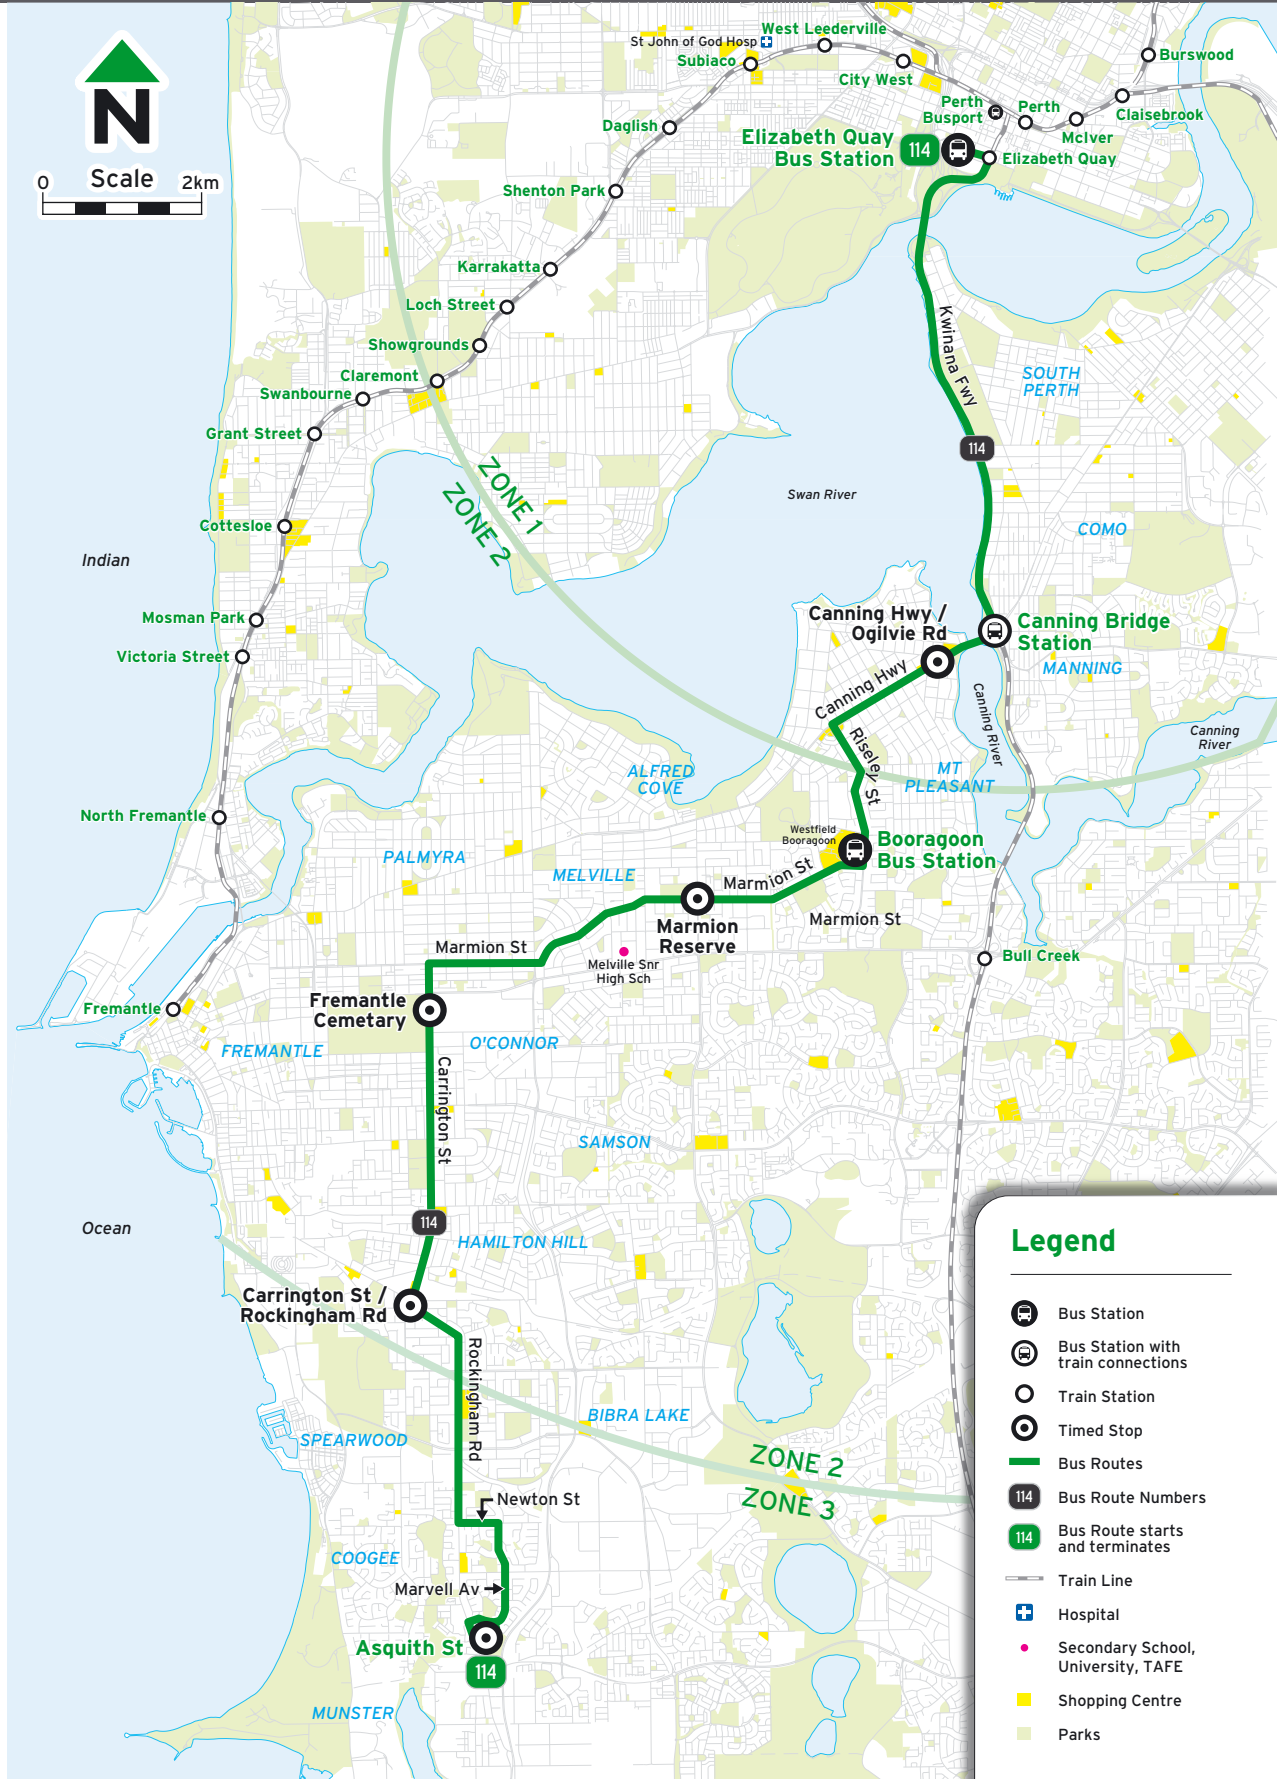 N
Scale
0
2km
St John of God Hosp
West Leederville
Subiaco
City West
Burswood
Perth
Busport
Perth
Claisebrook
McIver
Daglish
Elizabeth Quay
Bus Station
114
Elizabeth Quay
Shenton Park
Karrakatta
Loch Street
Showgrounds
Claremont
Swanbourne
Grant Street
Kwinana Fwy
SOUTH
PERTH
114
ZONE 1
ZONE 2
Swan River
Cottesloe
COMO
Indian
Mosman Park
Victoria Street
Canning Hwy /
Ogilvie Rd
Canning Bridge
Station
MANNING
Canning Hwy
Canning River
Canning
River
Riseley St
ALFRED
COVE
MT
PLEASANT
North Fremantle
Westfield
Booragoon
Booragoon
Bus Station
PALMYRA
MELVILLE
Marmion St
Marmion
Reserve
Marmion St
Marmion St
Melville Snr
High Sch
Bull Creek
Fremantle
Fremantle
Cemetary
FREMANTLE
O'CONNOR
Carrington St
SAMSON
114
Ocean
HAMILTON HILL
Carrington St /
Rockingham Rd
Rockingham Rd
BIBRA LAKE
SPEARWOOD
ZONE 2
ZONE 3
Newton St
COOGEE
Marvell Av
Asquith St
114
MUNSTER
Legend
Bus Station
Bus Station with
train connections
Train Station
Timed Stop
Bus Routes
114
Bus Route Numbers
114
Bus Route starts
and terminates
Train Line
Hospital
Secondary School,
University, TAFE
Shopping Centre
Parks